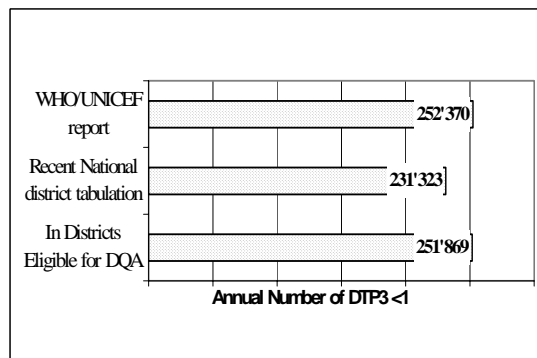 WHO/UNICEF
report
252'370
Recent National
district tabulation
231'323
In Districts
Eligible for DQA
251'869
Annual Number of DTP3 <1